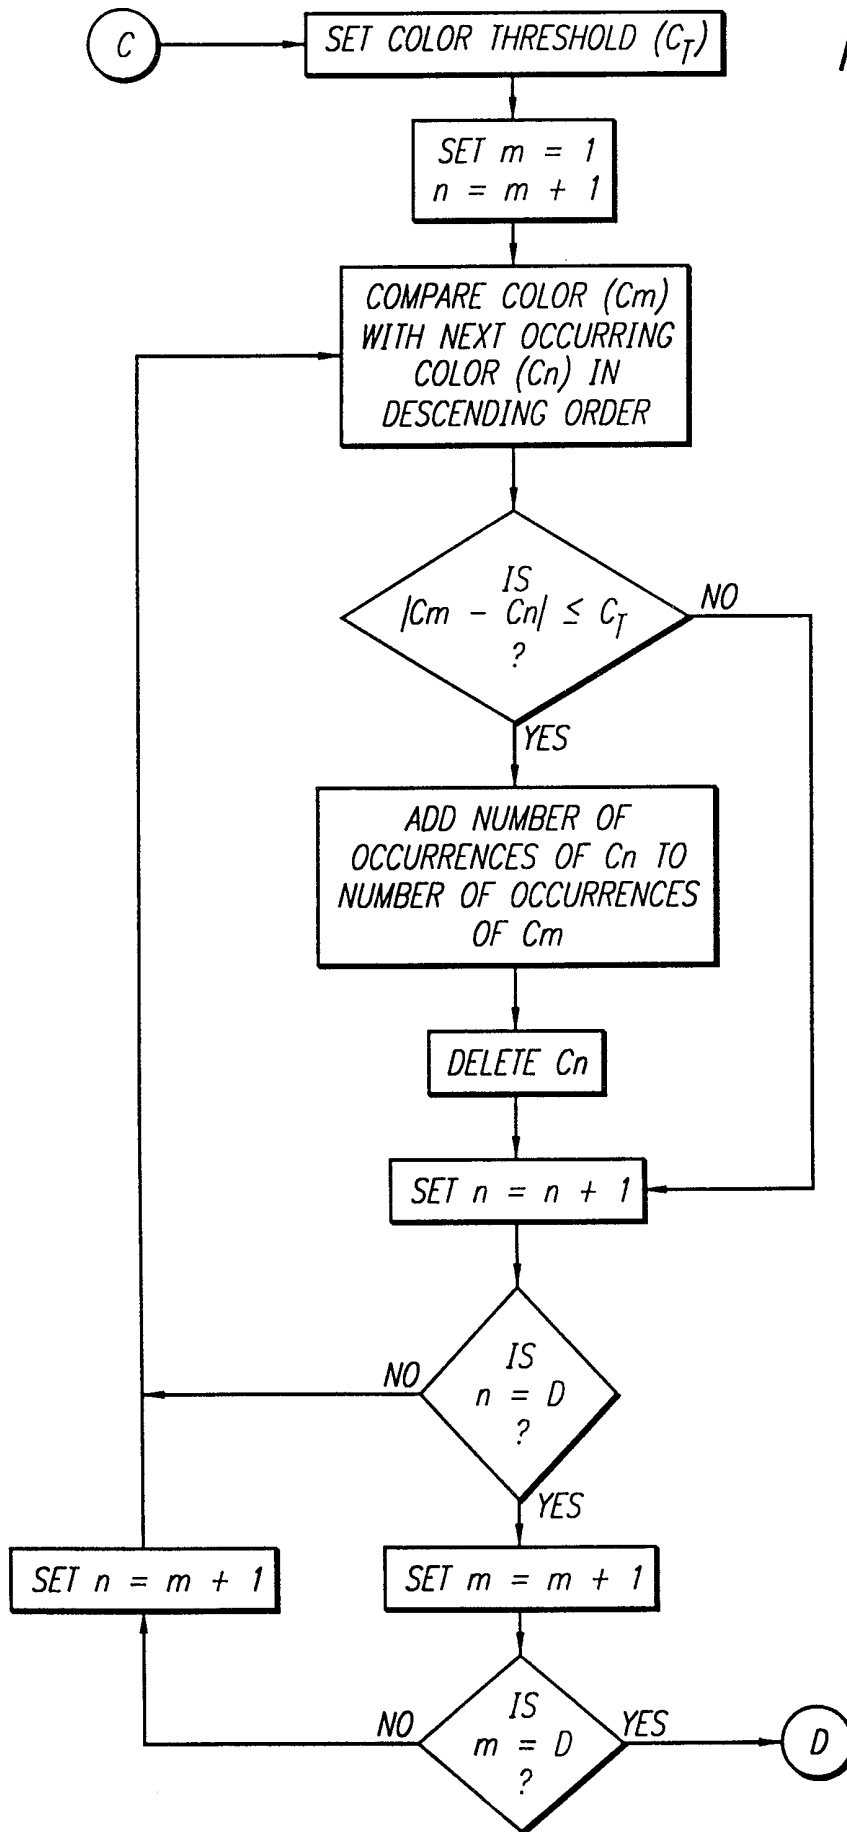 C
SET COLOR THRESHOLD (CT)
SET m = 1
n = m + 1
COMPARE COLOR (Cm)
WITH NEXT OCCURRING
COLOR (Cn) IN
DESCENDING ORDER
IS
|Cm - Cn| ≤ CT
?
NO
YES
ADD NUMBER OF
OCCURRENCES OF Cn TO
NUMBER OF OCCURRENCES
OF Cm
DELETE Cn
SET n = n + 1
IS
n = D
?
NO
YES
SET n = m + 1
SET m = m + 1
IS
m = D
?
NO
YES
D